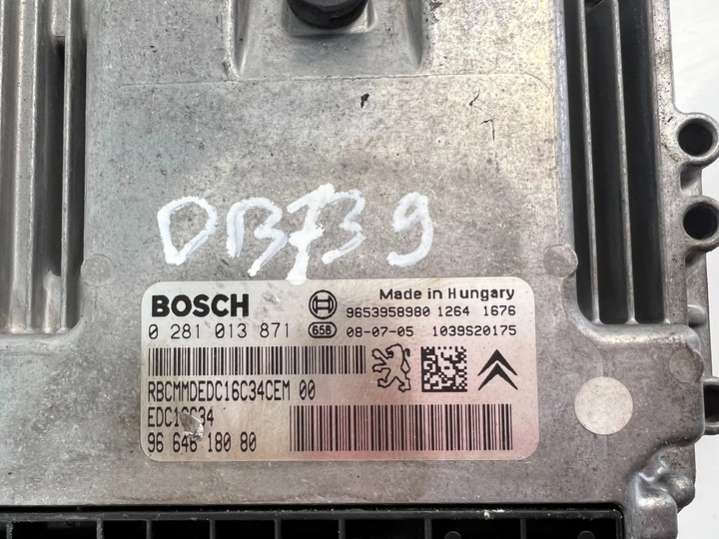 DB739
BOSCH
Made in Hungary
9653958980 1264 1676
0 281 013 871
658 08-07-05 1039S20175
RBCMMDEDC16C34CEM 00
EDC16C34
96 646 180 80